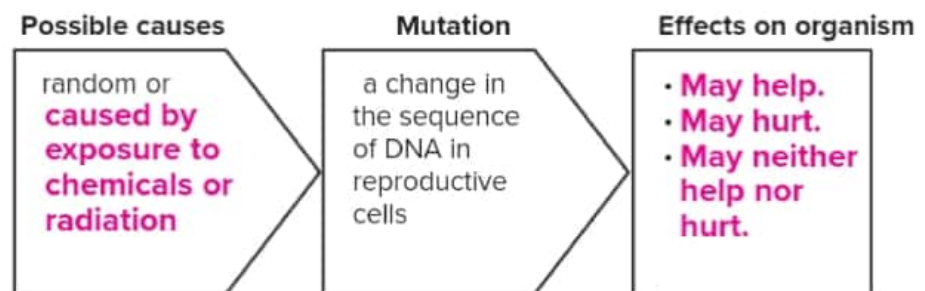 Possible causes
Mutation
Effects on organism
random or
caused by
exposure to
chemicals or
radiation
a change in
the sequence
of DNA in
reproductive
cells
· May help.
· May hurt.
· May neither
help nor
hurt.